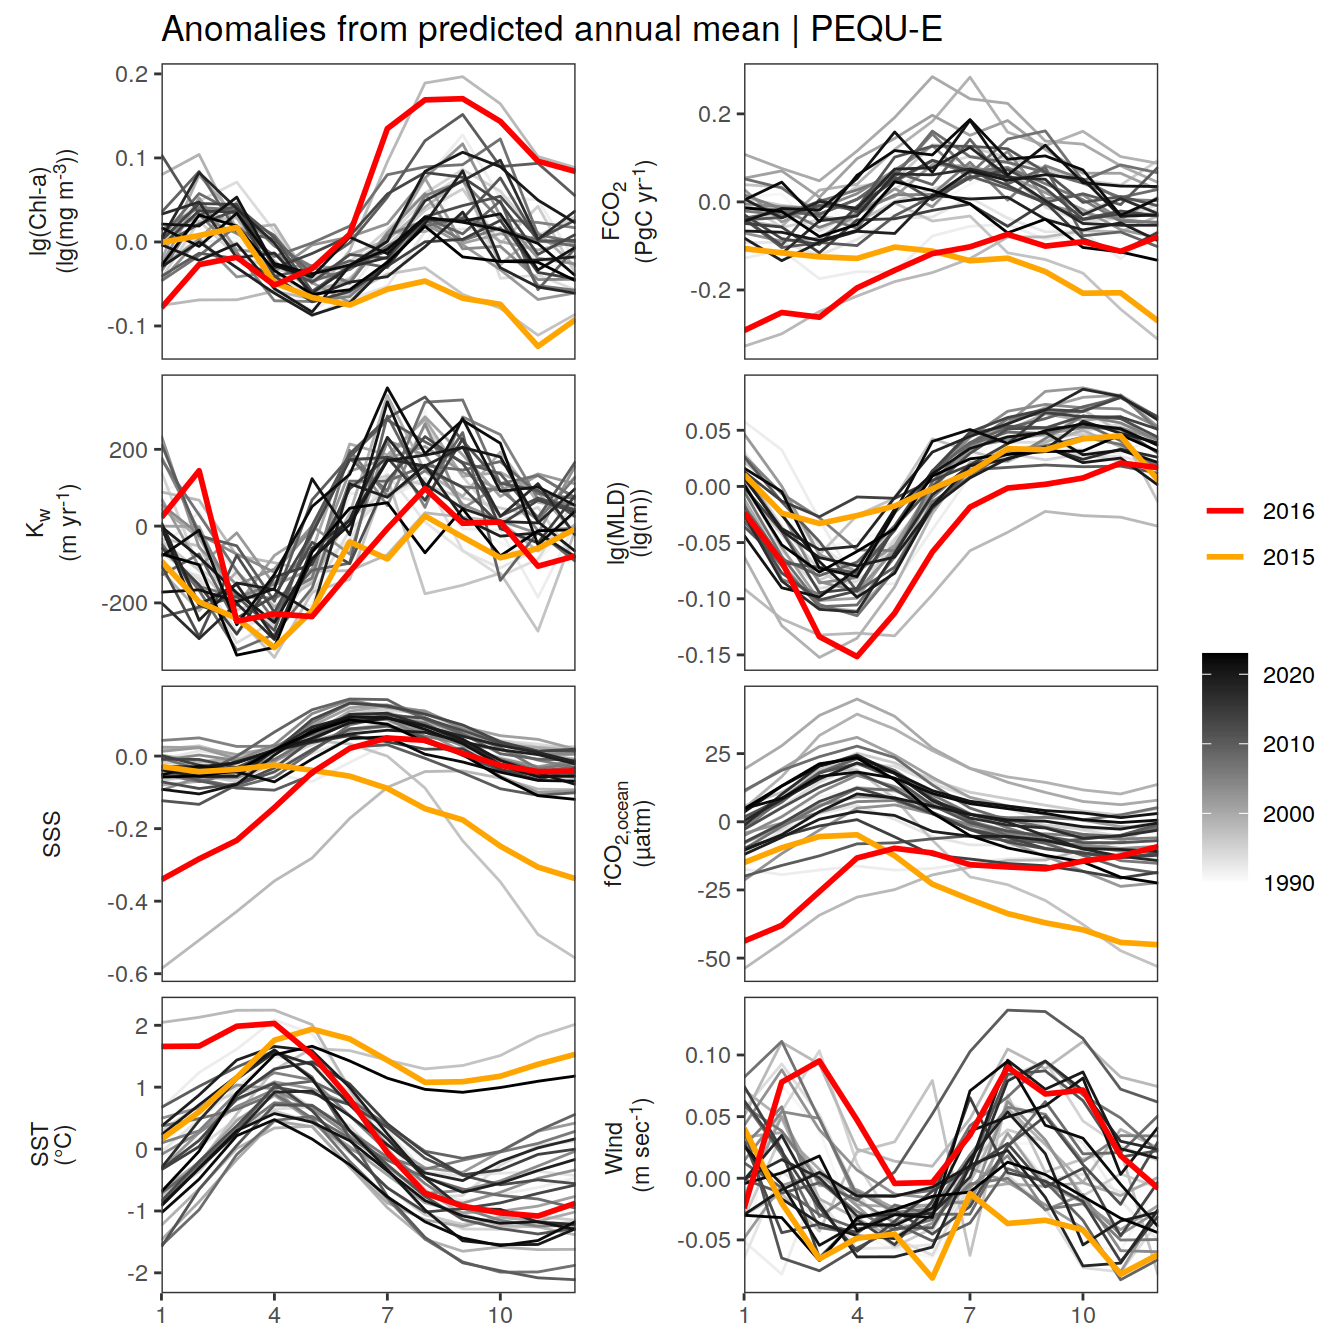 Anomalies from predicted annual mean | PEQU-E
lg(Chl-a)
(lg(mg m⁻³))
0.2
0.1
0.0
-0.1
FCO₂
(PgC yr⁻¹)
0.2
0.0
-0.2
K_w
(m yr⁻¹)
200
0
-200
lg(MLD)
(lg(m))
0.05
0.00
-0.05
-0.10
-0.15
SSS
0.0
-0.2
-0.4
-0.6
fCO₂,ocean
(µatm)
25
0
-25
-50
SST
(°C)
2
1
0
-1
-2
1 4 7 10
Wind
(m sec⁻¹)
0.10
0.05
0.00
-0.05
1 4 7 10
2016
2015
2020
2010
2000
1990